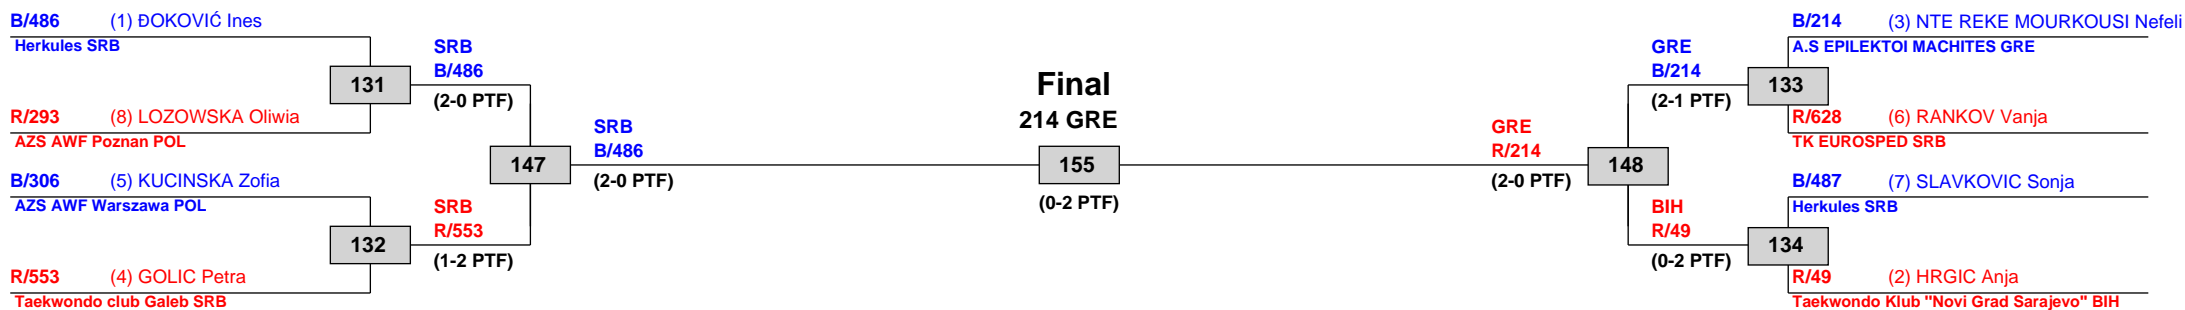 B/486 (1) ĐOKOVIĆ Ines
Herkules SRB
R/293 (8) LOZOWSKA Oliwia
AZS AWF Poznan POL
B/306 (5) KUCINSKA Zofia
AZS AWF Warszawa POL
R/553 (4) GOLIC Petra
Taekwondo club Galeb SRB
131
132
SRB
B/486
(2-0 PTF)
SRB
R/553
(1-2 PTF)
147
SRB
B/486
(2-0 PTF)
Final
214 GRE
155
(0-2 PTF)
GRE
R/214
(2-0 PTF)
148
GRE
B/214
(2-1 PTF)
BIH
R/49
(0-2 PTF)
133
134
B/214 (3) NTE REKE MOURKOUSI Nefeli
A.S EPILEKTOI MACHITES GRE
R/628 (6) RANKOV Vanja
TK EUROSPED SRB
B/487 (7) SLAVKOVIC Sonja
Herkules SRB
R/49 (2) HRGIC Anja
Taekwondo Klub "Novi Grad Sarajevo" BIH